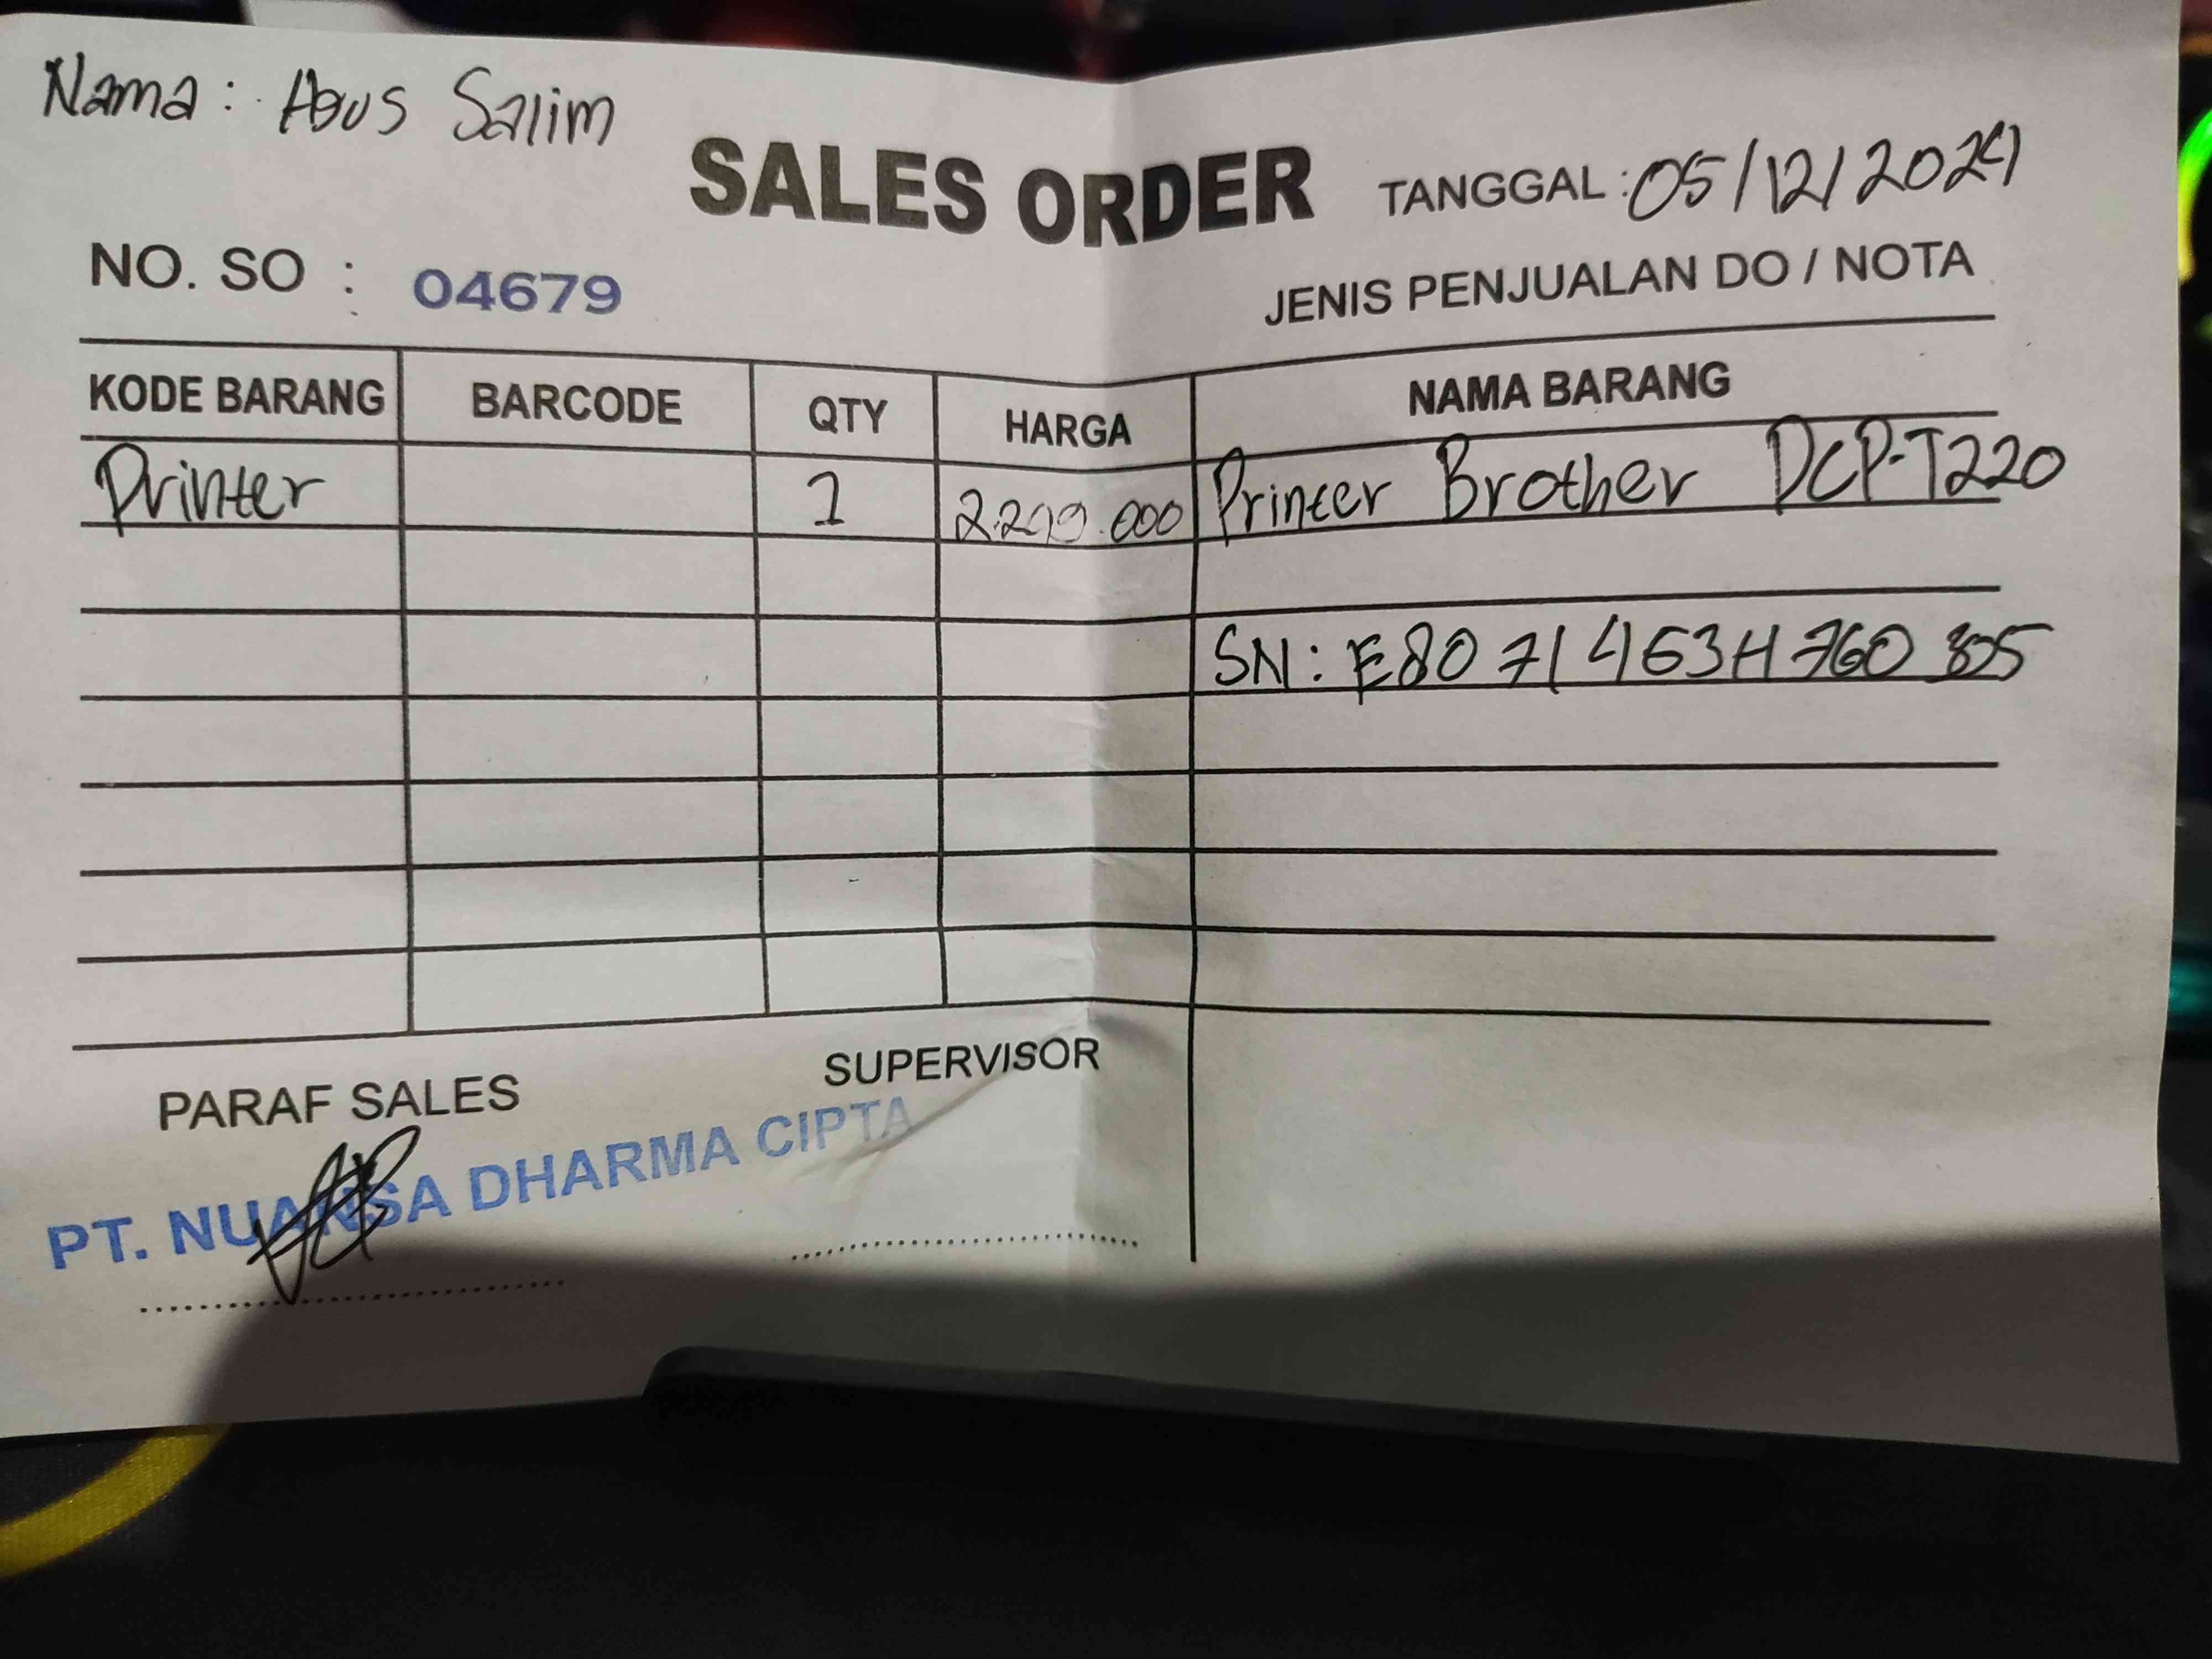 Nama : Agus Salim
SALES ORDER
TANGGAL : 05/12/2024
NO. SO : 04679
JENIS PENJUALAN DO / NOTA
KODE BARANG BARCODE QTY HARGA NAMA BARANG
Printer 1 2.299.000 Printer Brother DCP-T220
SN : E80714634760805
PARAF SALES
SUPERVISOR
PT. NUANSA DHARMA CIPTA